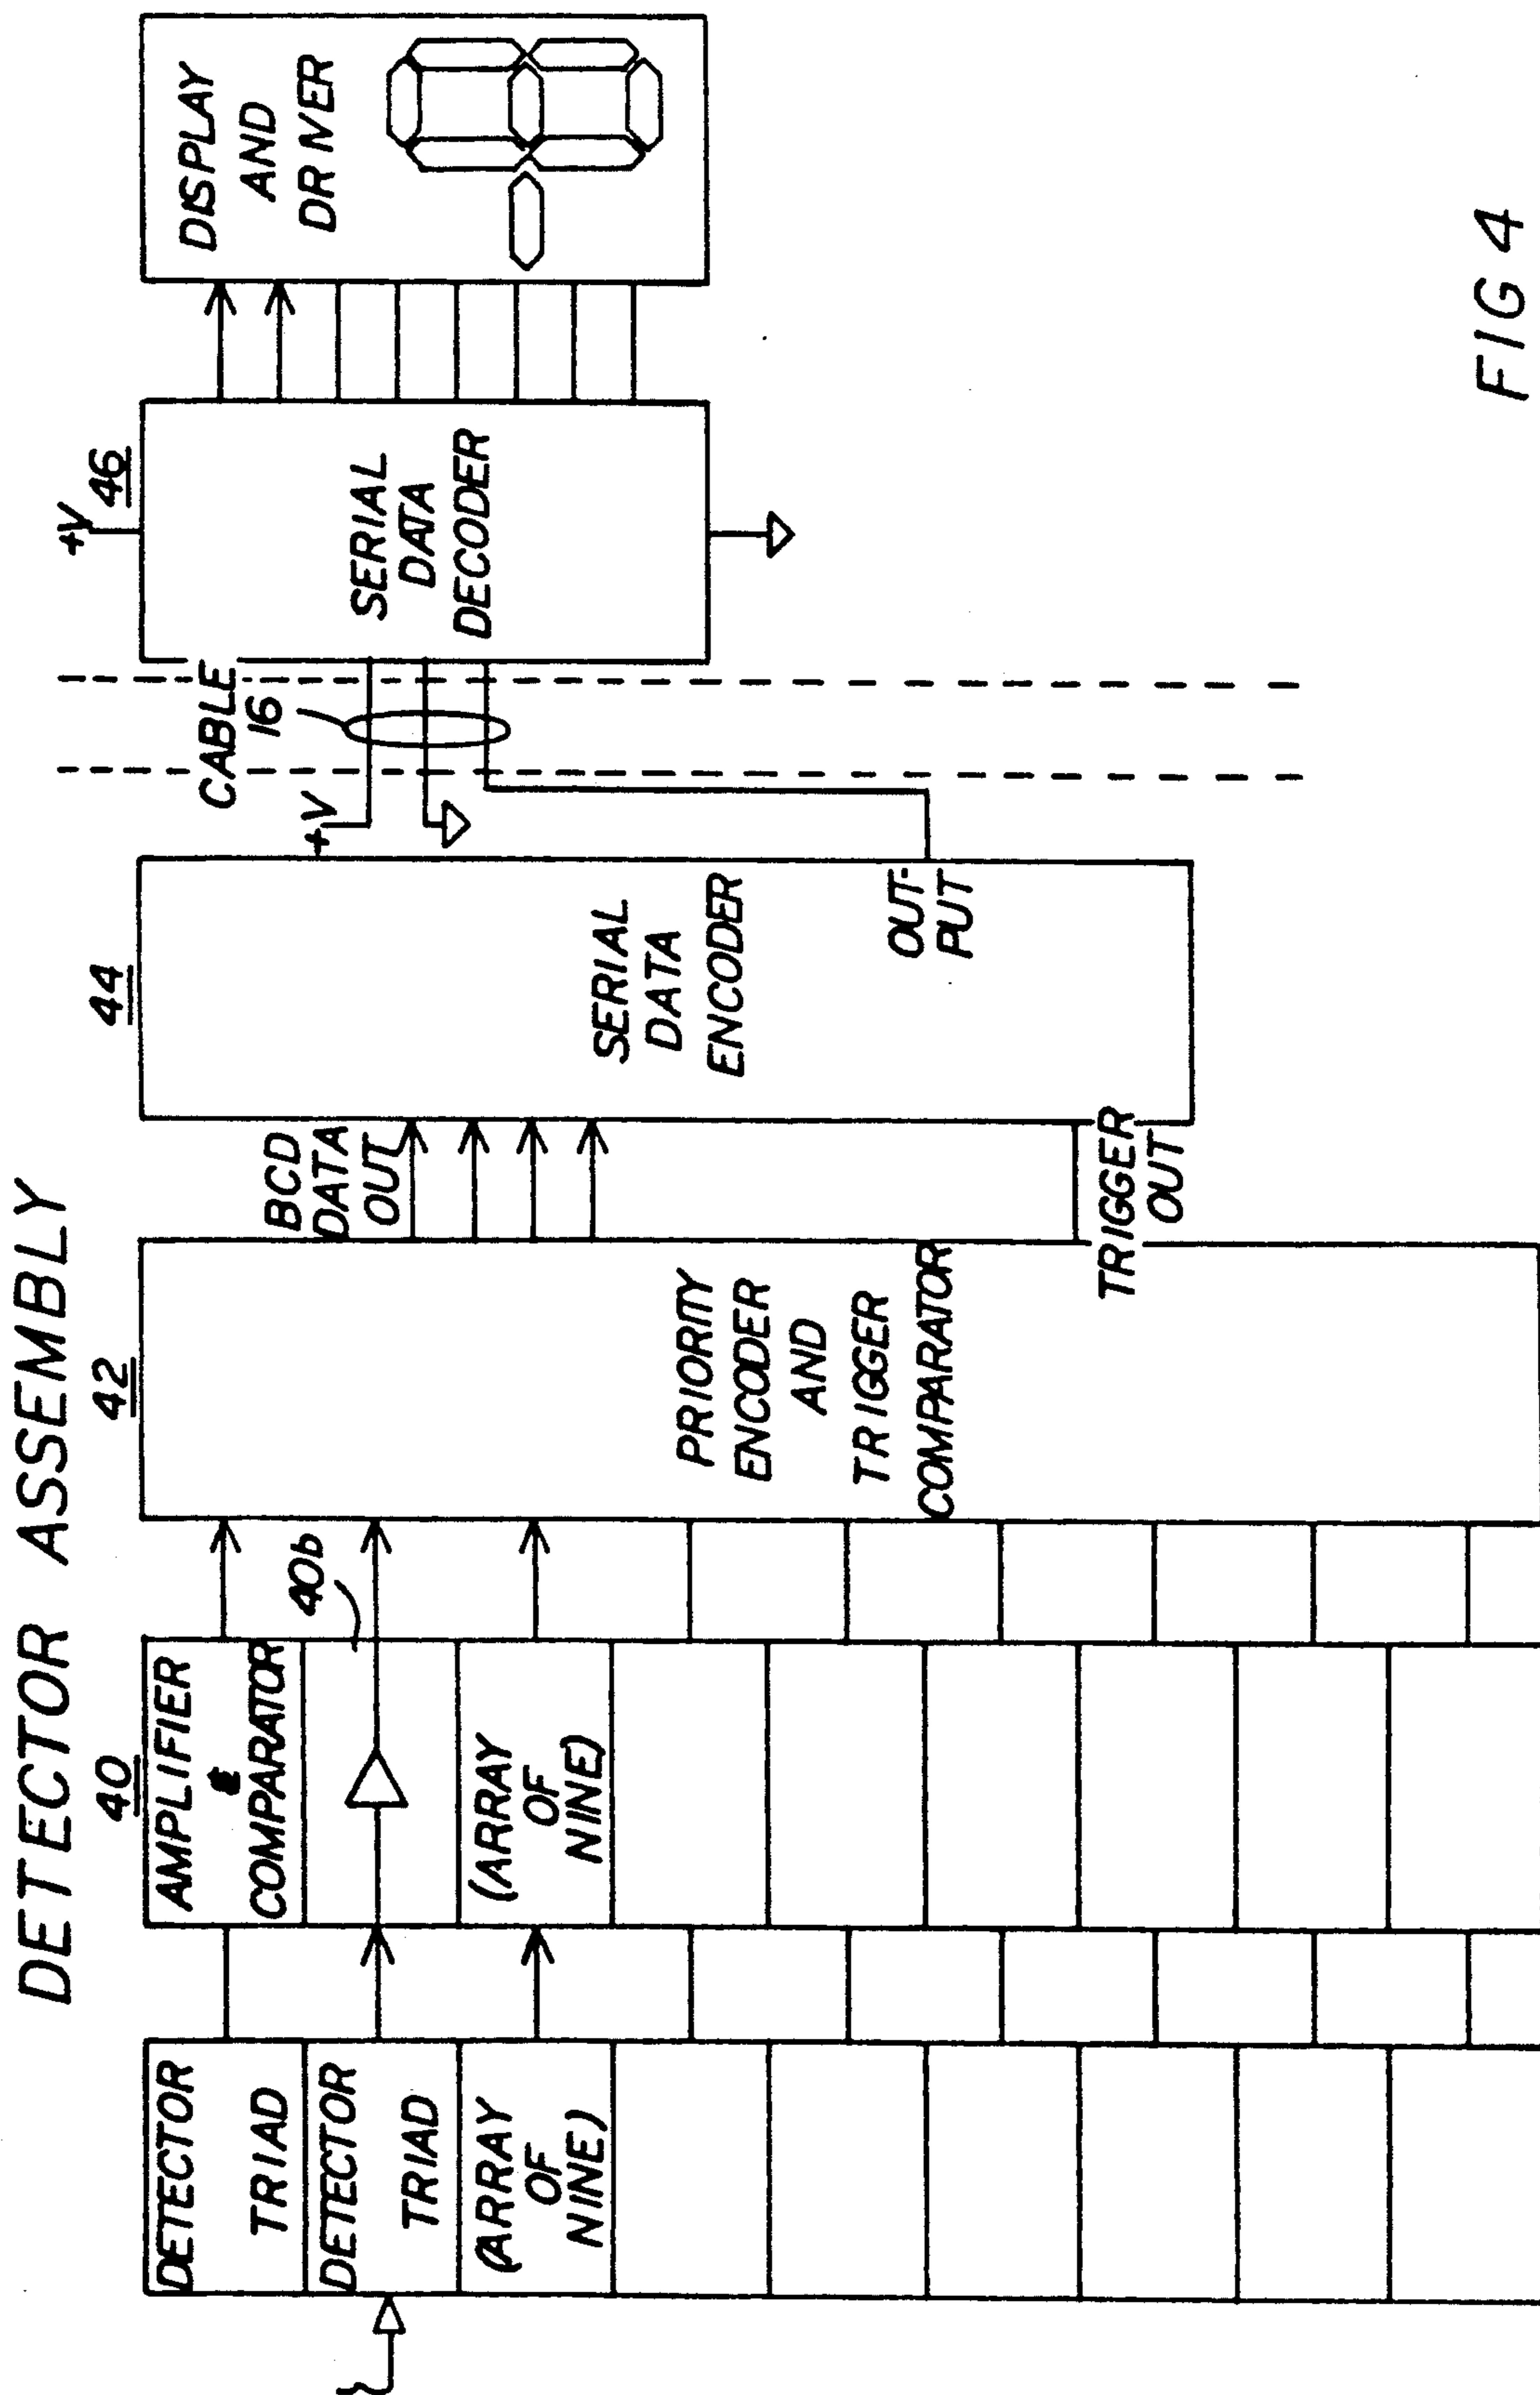 DETECTOR ASSEMBLY
DETECTOR
TRIAD
DETECTOR
TRIAD
(ARRAY
OF
NINE)
40
AMPLIFIER
&
COMPARATOR
40b
(ARRAY
OF
NINE)
42
PRIORITY
ENCODER
AND
TRIGGER
COMPARATOR
BCD
DATA
OUT
TRIGGER
OUT
44
SERIAL
DATA
ENCODER
OUT-
PUT
+V
CABLE
16
+V
46
SERIAL
DATA
DECODER
DISPLAY
AND
DRIVER
-8
FIG 4